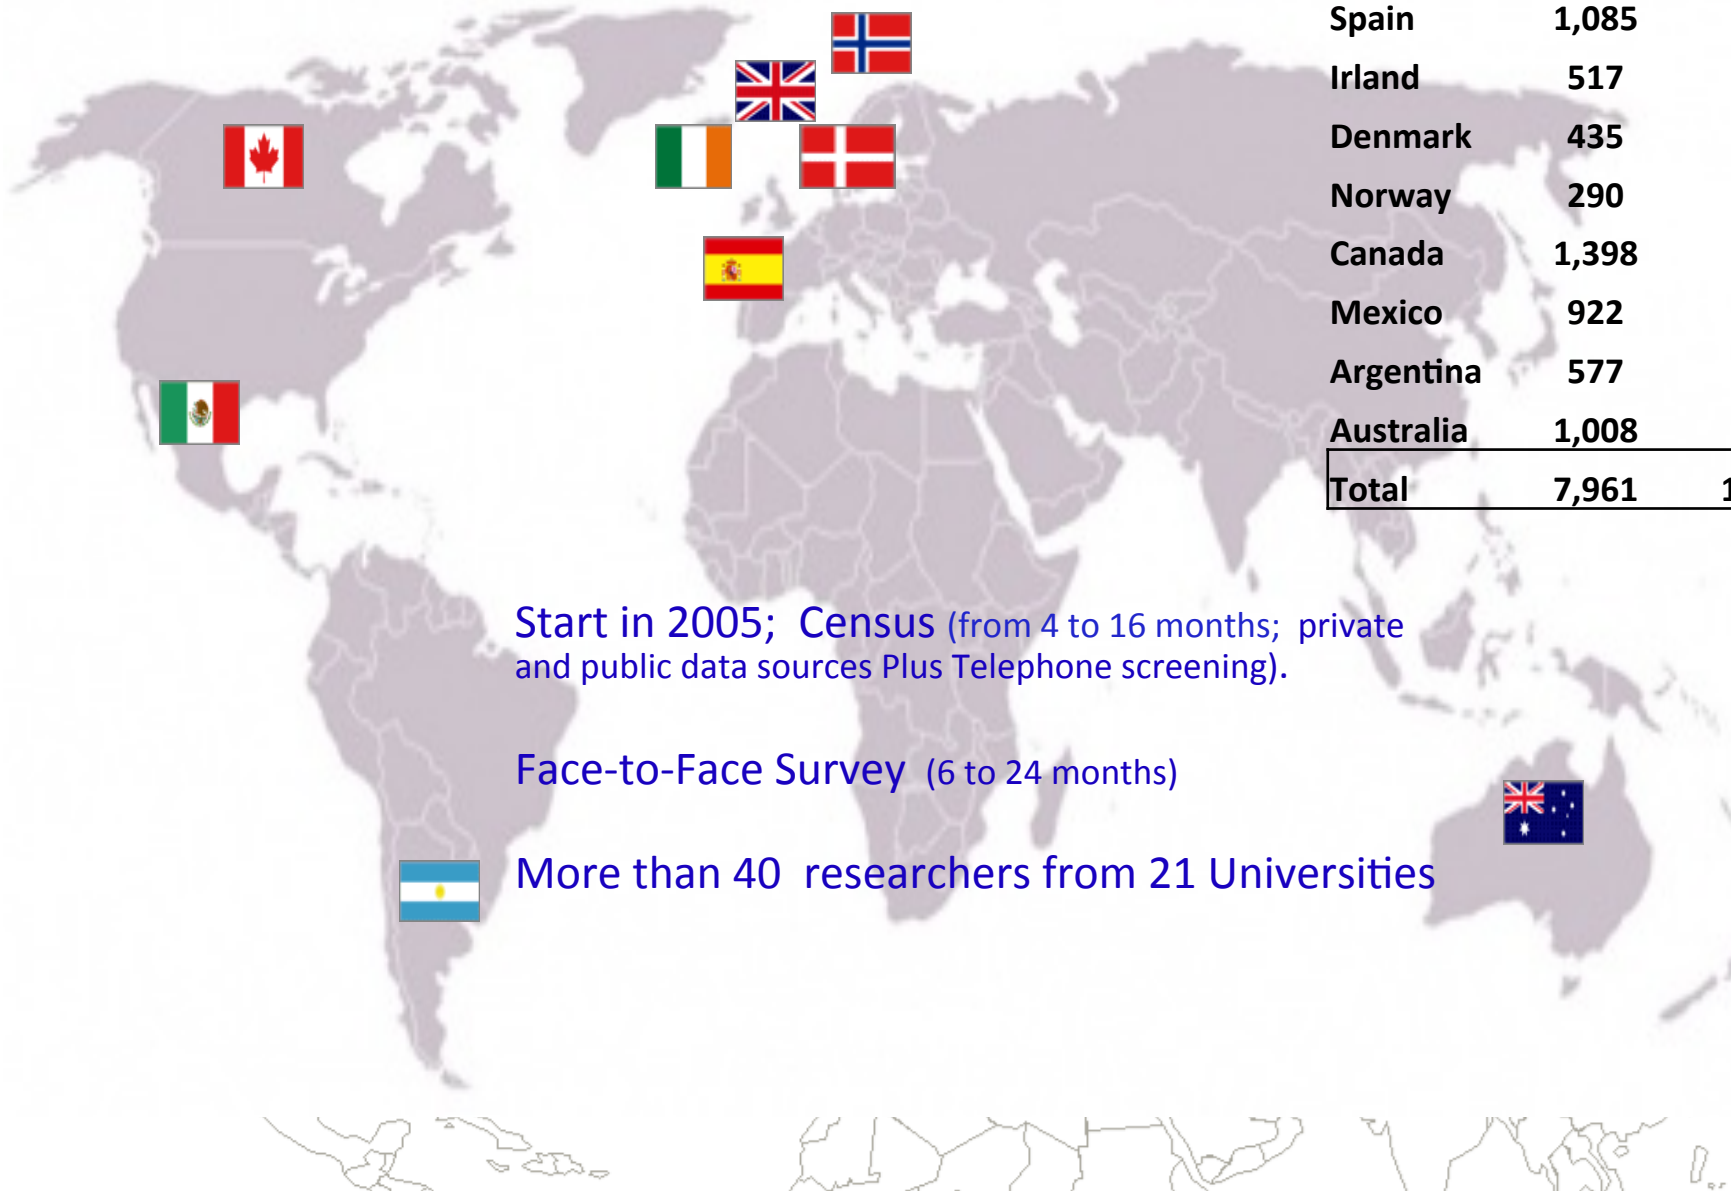 Spain 1,085
Irland 517
Denmark 435
Norway 290
Canada 1,398
Mexico 922
Argentina 577
Australia 1,008
Total 7,961 1
Start in 2005; Census (from 4 to 16 months; private
and public data sources Plus Telephone screening).
Face-to-Face Survey (6 to 24 months)
More than 40 researchers from 21 Universities